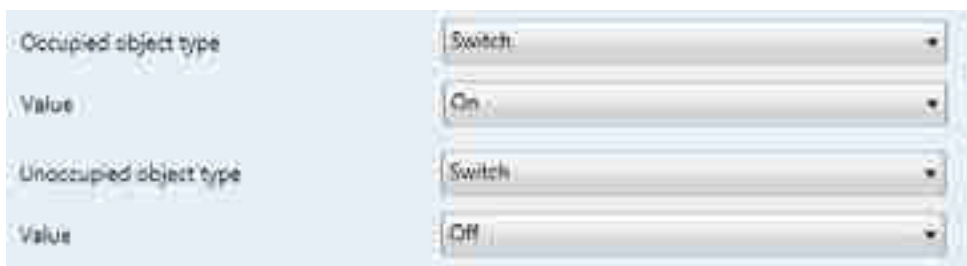 Occupied object type Switch
Value On
Unoccupied object type Switch
Value Off